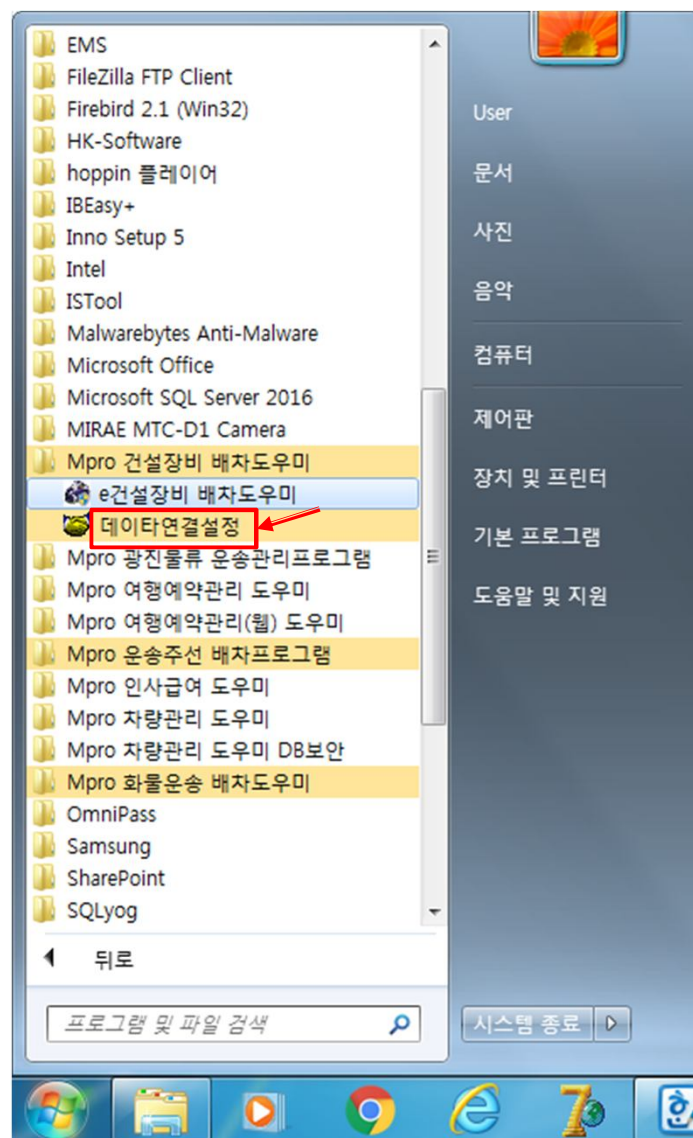 EMS
FileZilla FTP Client
Firebird 2.1 (Win32)
HK-Software
hoppin 플레이어
IBEasy+
Inno Setup 5
Intel
ISTool
Malwarebytes Anti-Malware
Microsoft Office
Microsoft SQL Server 2016
MIRAE MTC-D1 Camera
Mpro 건설장비 배차도우미
e건설장비 배차도우미
데이타연결설정
Mpro 광진물류 운송관리프로그램
Mpro 여행예약관리 도우미
Mpro 여행예약관리(웹) 도우미
Mpro 운송주선 배차프로그램
Mpro 인사급여 도우미
Mpro 차량관리 도우미
Mpro 차량관리 도우미 DB보안
Mpro 화물운송 배차도우미
OmniPass
Samsung
SharePoint
SQLyog
뒤로
프로그램 및 파일 검색
User
문서
사진
음악
컴퓨터
제어판
장치 및 프린터
기본 프로그램
도움말 및 지원
시스템 종료